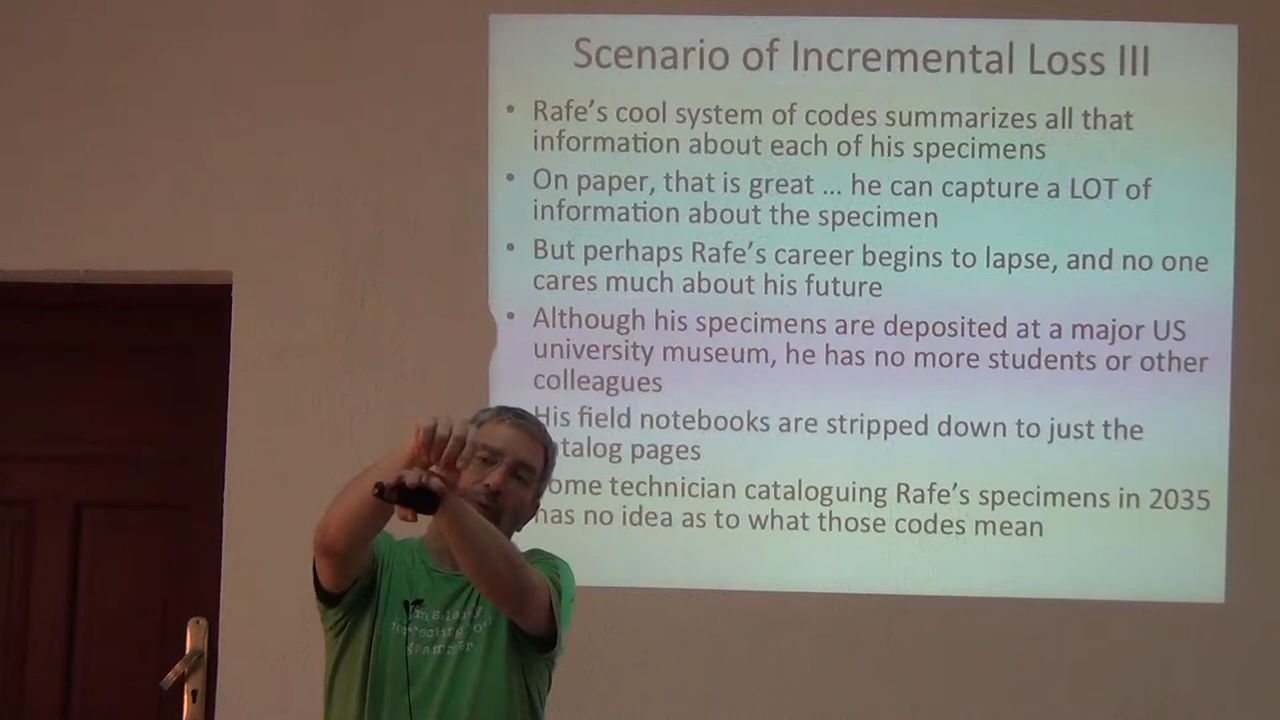 Scenario of Incremental Loss III
• Rafe's cool system of codes summarizes all that
information about each of his specimens
• On paper, that is great ... he can capture a LOT of
information about the specimen
• But perhaps Rafe's career begins to lapse, and no one
cares much about his future
• Although his specimens are deposited at a major US
university museum, he has no more students or other
colleagues
His field notebooks are stripped down to just the
talog pages
ome technician cataloguing Rafe's specimens in 2035
has no idea as to what those codes mean